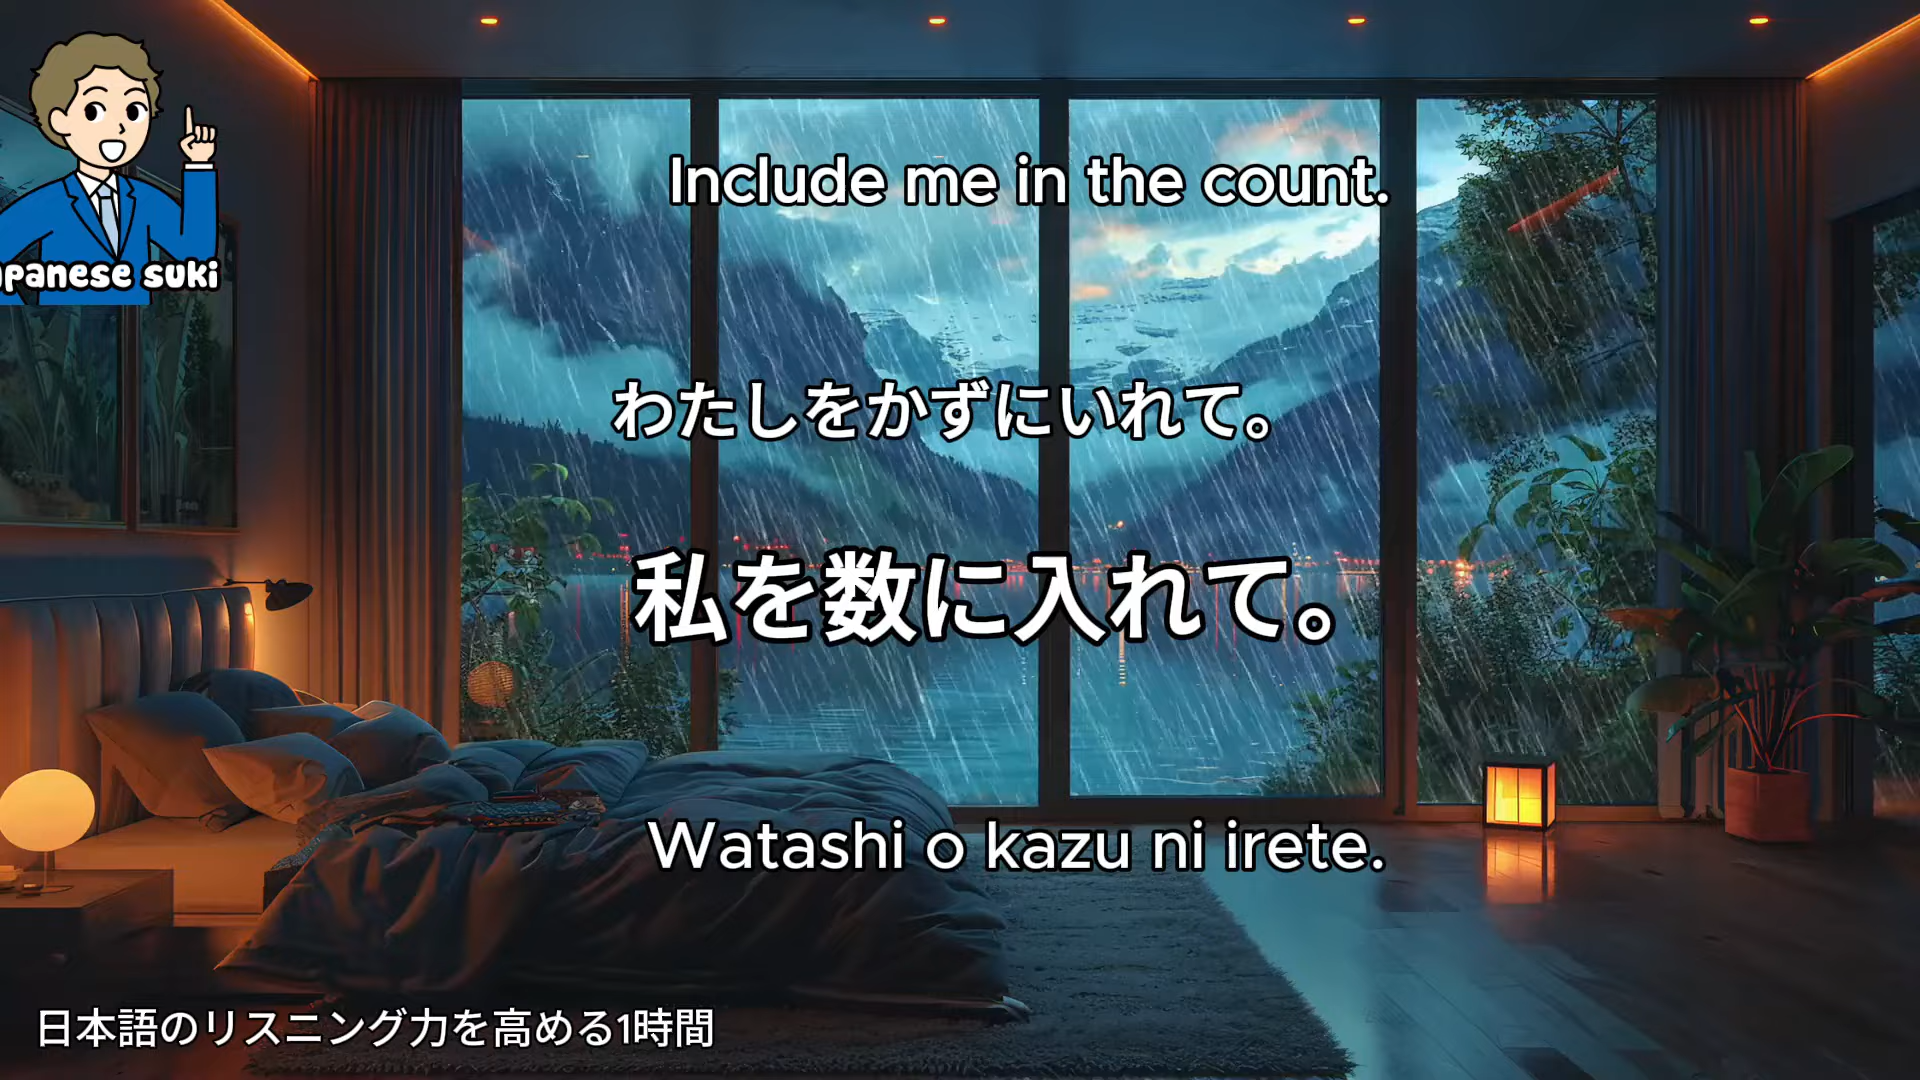 Include me in the count.
panese suki
わたしをかずにいれて。
私を数に入れて。
Watashi o kazu ni irete.
日本語のリスニング力を高める1時間